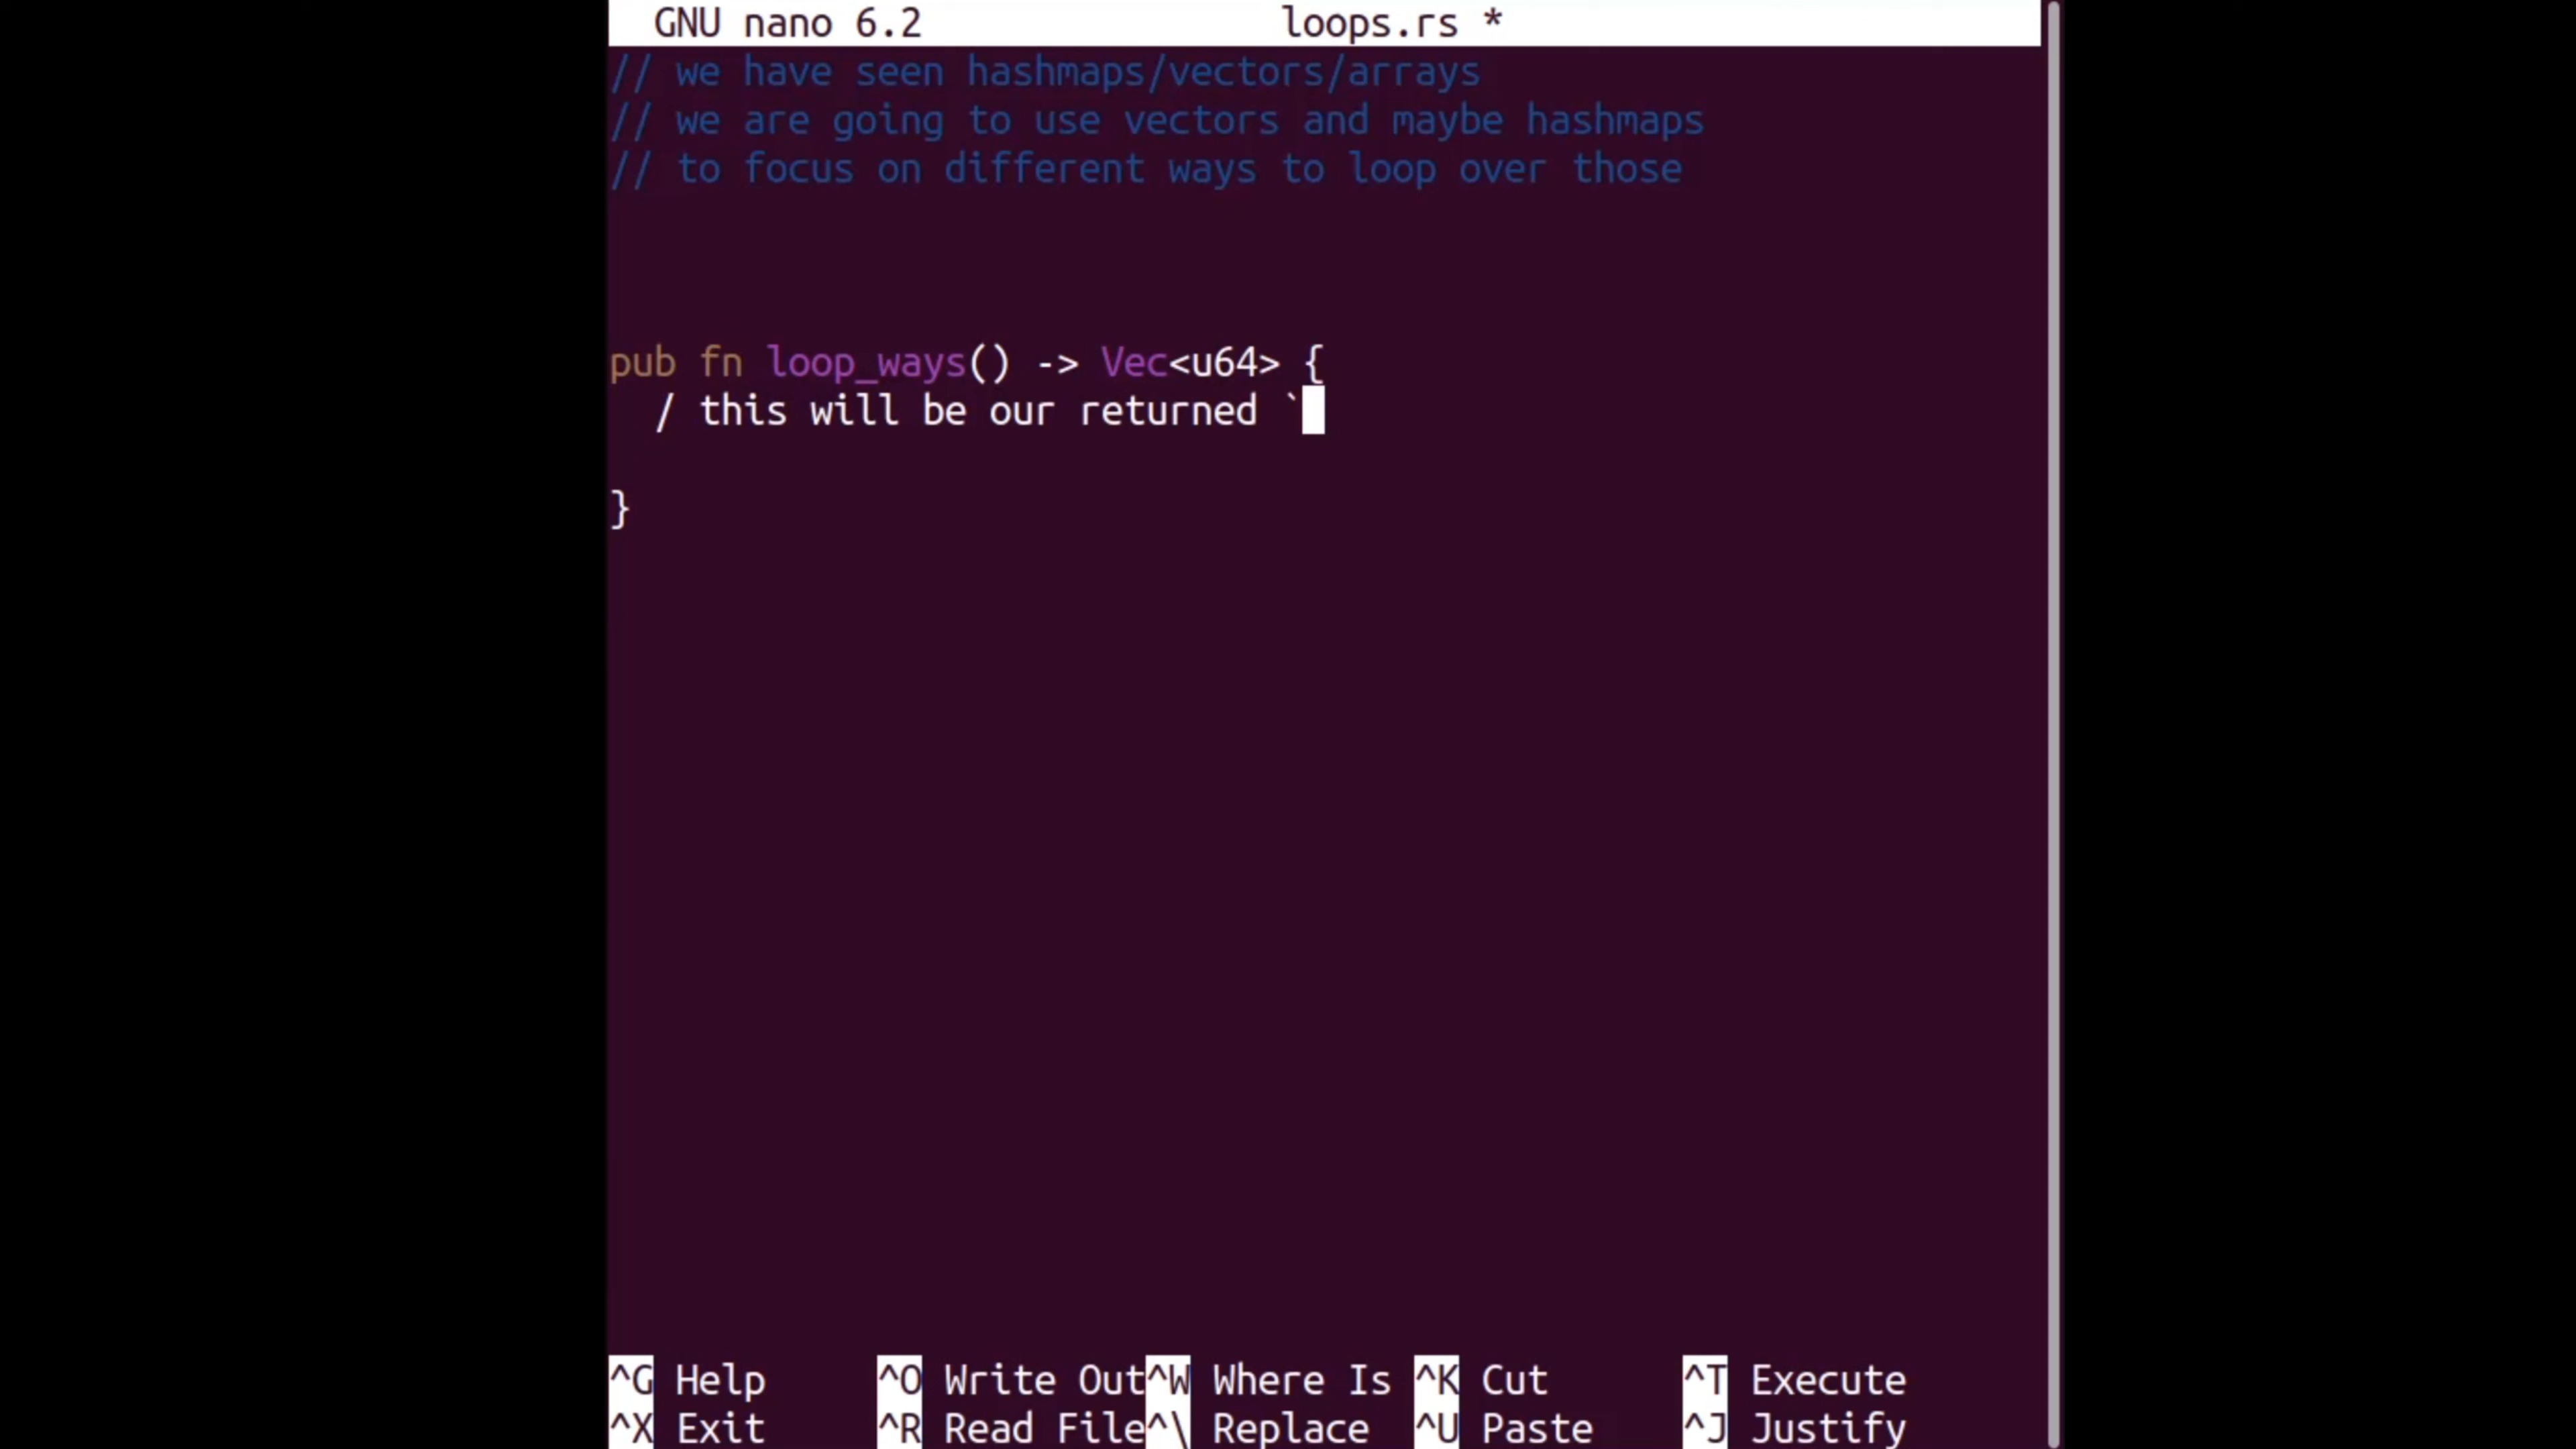 GNU nano 6.2 loops.rs *
// we have seen hashmaps/vectors/arrays
// we are going to use vectors and maybe hashmaps
// to focus on different ways to loop over those
pub fn loop_ways() -> Vec<u64> {
/ this will be our returned `
}
^G Help ^O Write Out ^W Where Is ^K Cut ^T Execute
^X Exit ^R Read File ^\ Replace ^U Paste ^J Justify